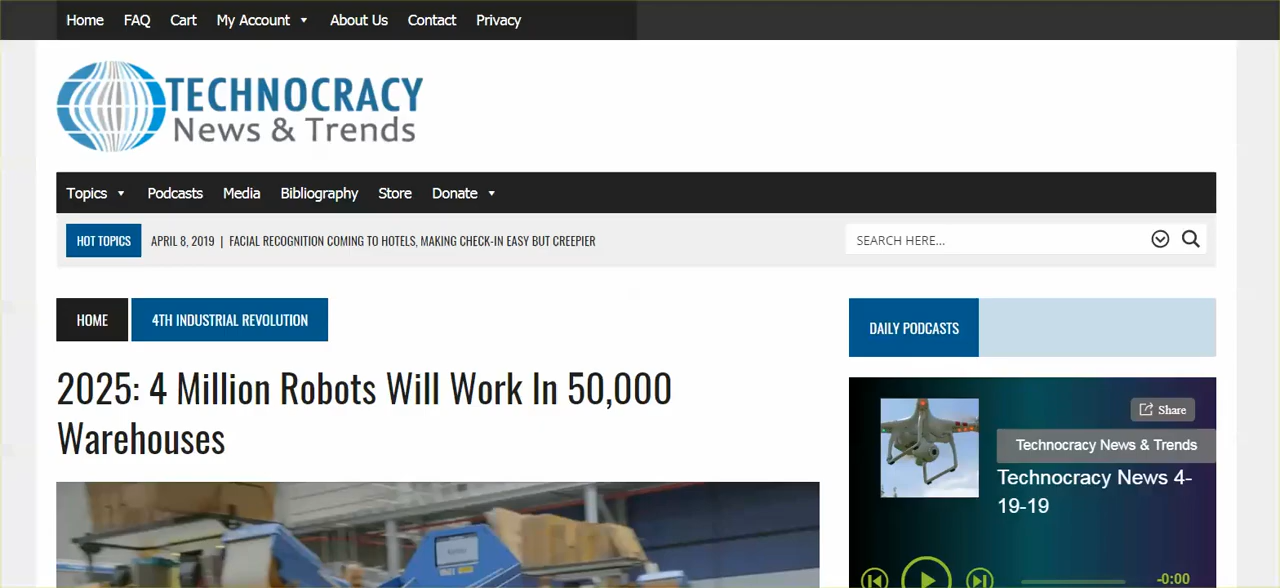 Home FAQ Cart My Account About Us Contact Privacy
TECHNOCRACY
News & Trends
Topics Podcasts Media Bibliography Store Donate
HOT TOPICS APRIL 8, 2019 | FACIAL RECOGNITION COMING TO HOTELS, MAKING CHECK-IN EASY BUT CREEPIER
SEARCH HERE...
HOME 4TH INDUSTRIAL REVOLUTION
2025: 4 Million Robots Will Work In 50,000
Warehouses
DAILY PODCASTS
Share
Technocracy News & Trends
Technocracy News 4-
19-19
-0:00